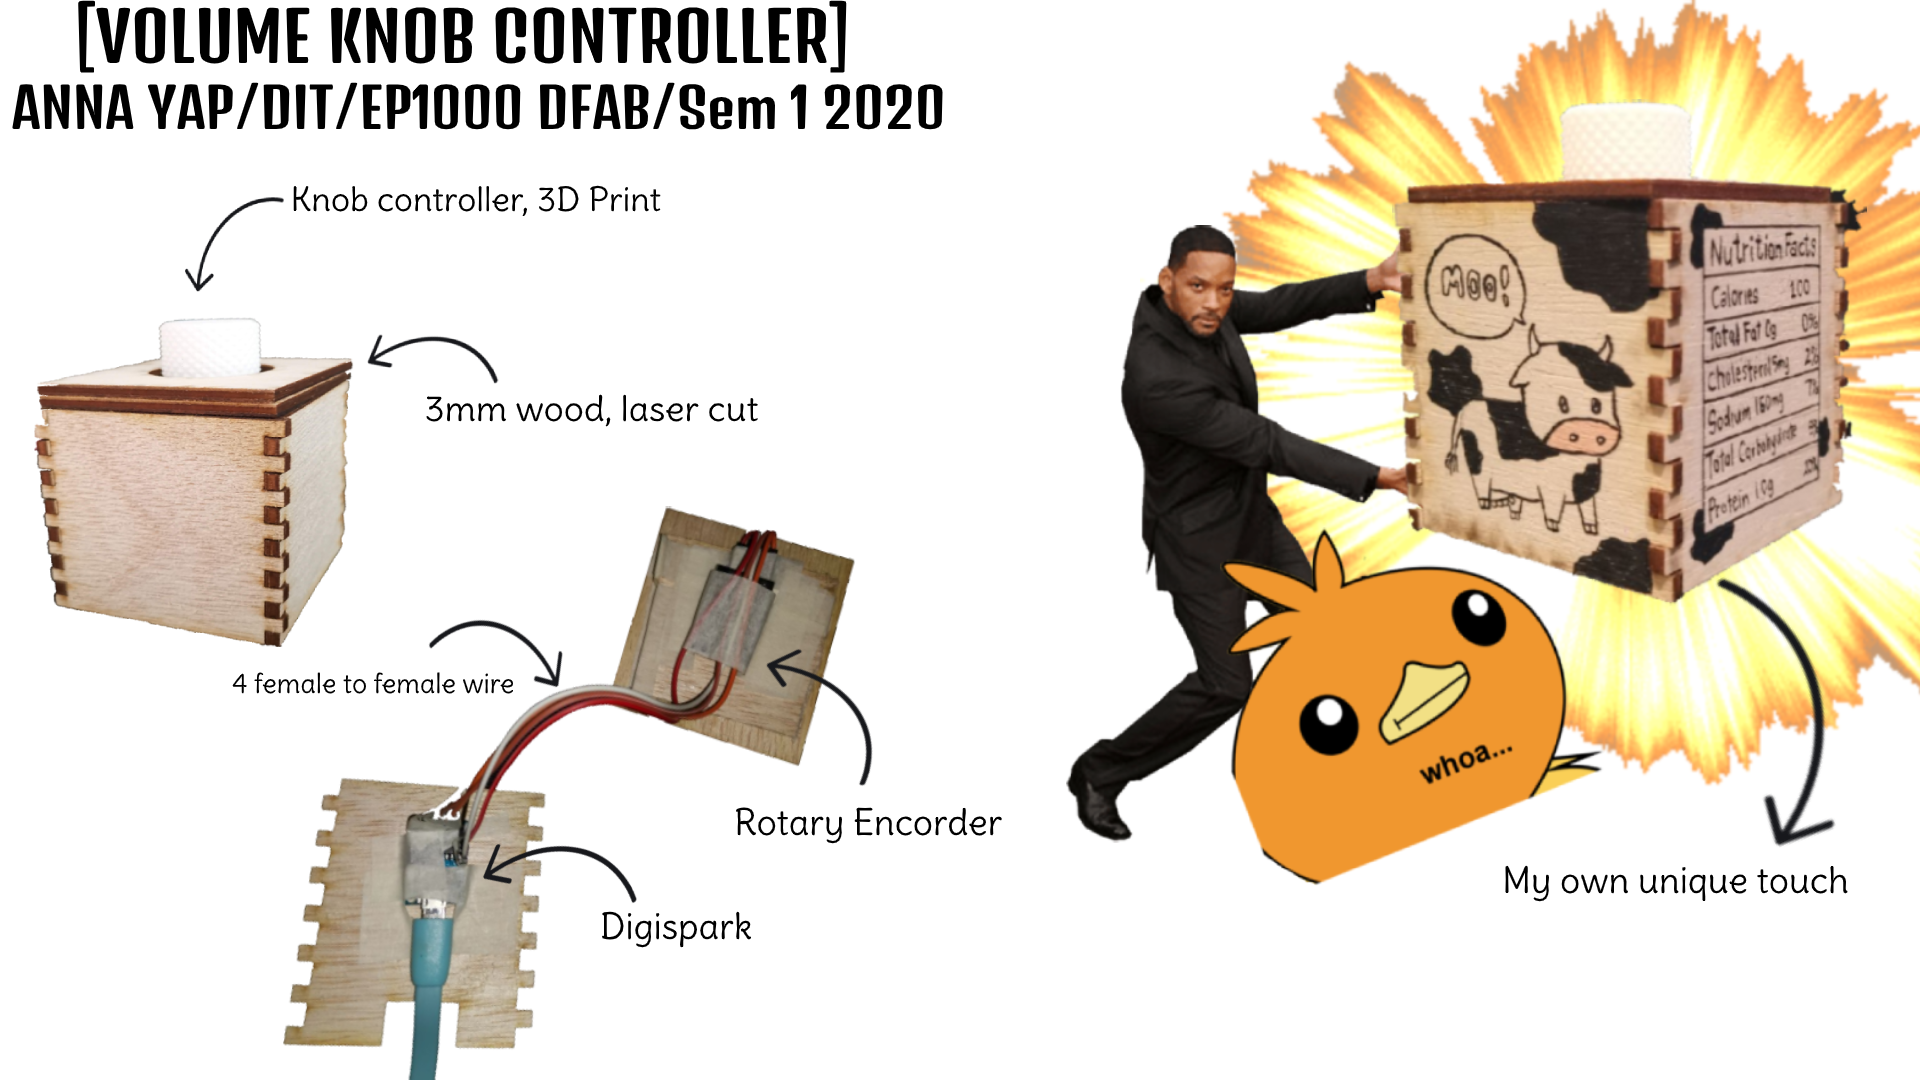 [VOLUME KNOB CONTROLLER]
ANNA YAP/DIT/EP1000 DFAB/Sem 1 2020
Knob controller, 3D Print
3mm wood, laser cut
4 female to female wire
Rotary Encorder
Digispark
MOO!
Nutrition Facts
Calories 100
Total Fat 0g 0%
Cholesterol 5mg 2%
Sodium 160mg 7%
Total Carbohydrate
Protein 10g
whoa...
My own unique touch